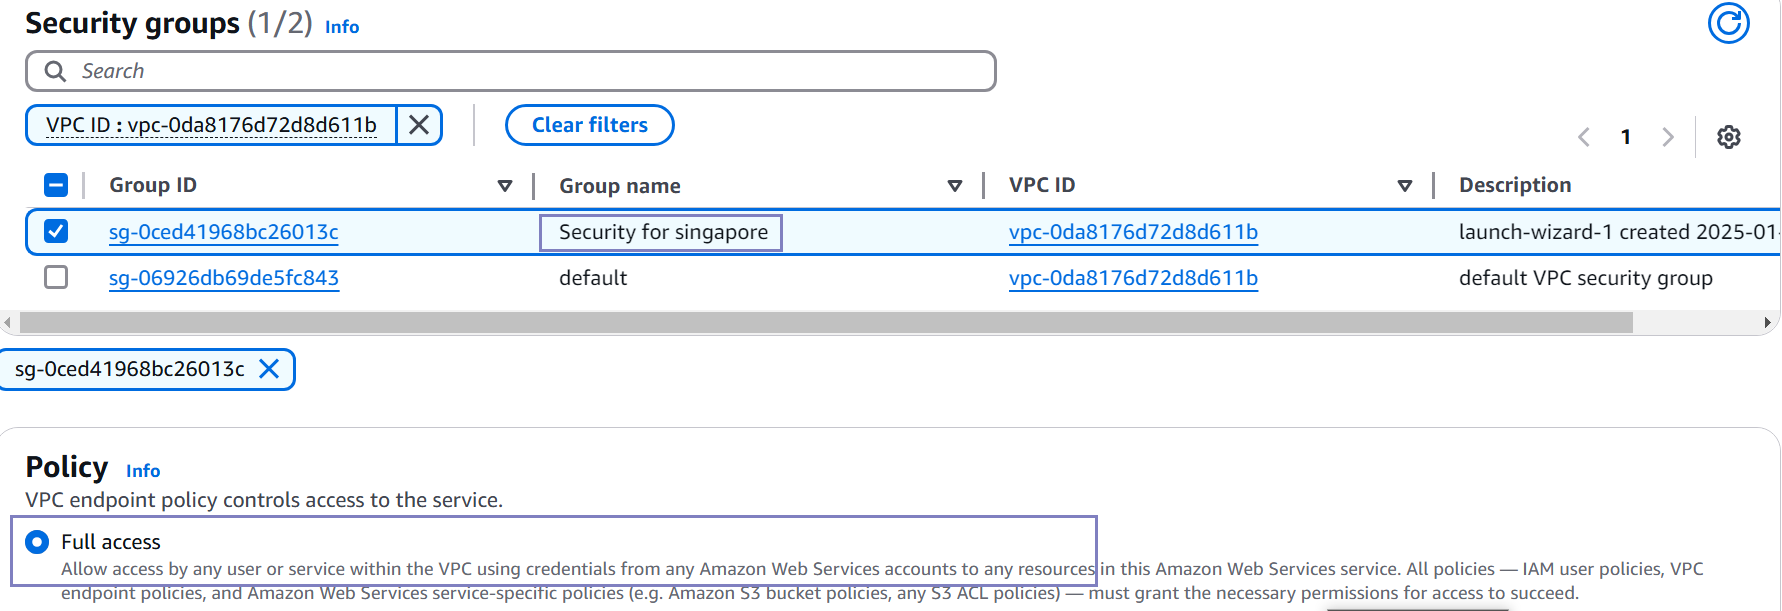 Security groups (1/2) Info
Search
VPC ID : vpc-0da8176d72d8d611b
Clear filters
1
Group ID Group name VPC ID Description
sg-0ced41968bc26013c Security for singapore vpc-0da8176d72d8d611b launch-wizard-1 created 2025-01-
sg-06926db69de5fc843 default vpc-0da8176d72d8d611b default VPC security group
sg-0ced41968bc26013c
Policy Info
VPC endpoint policy controls access to the service.
Full access
Allow access by any user or service within the VPC using credentials from any Amazon Web Services accounts to any resources in this Amazon Web Services service. All policies — IAM user policies, VPC
endpoint policies, and Amazon Web Services service-specific policies (e.g. Amazon S3 bucket policies, any S3 ACL policies) — must grant the necessary permissions for access to succeed.